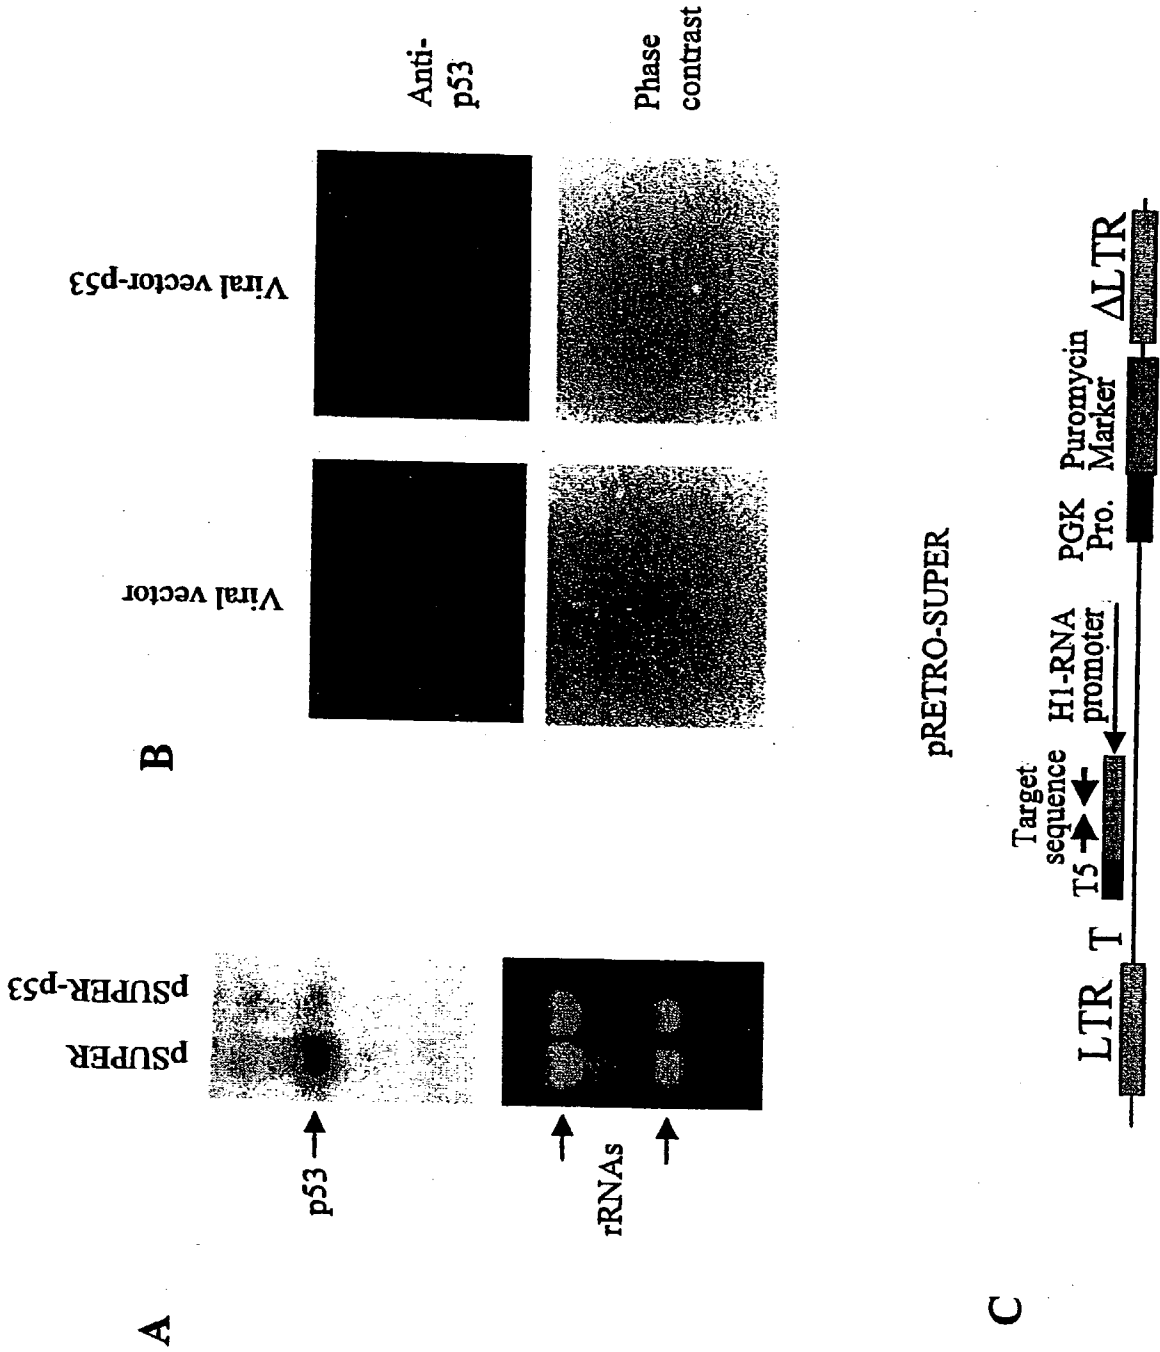 A
pSUPER
pSUPER-p53
p53
rRNAs
B
Viral vector
Viral vector-p53
Anti-
p53
Phase
contrast
C
pRETRO-SUPER
LTR
T
T5
Target
sequence
H1-RNA
promoter
PGK
Pro.
Puromycin
Marker
ΔLTR